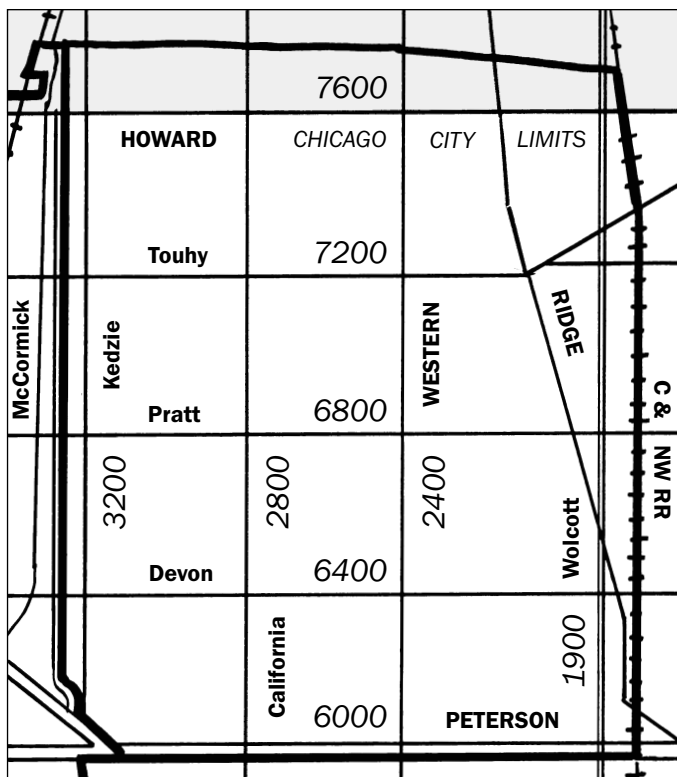 7600
HOWARD CHICAGO CITY LIMITS
Touhy 7200
McCormick
Kedzie
WESTERN
RIDGE
C &
NW RR
Pratt 6800
3200
2800
2400
Wolcott
Devon 6400
California
1900
6000 PETERSON